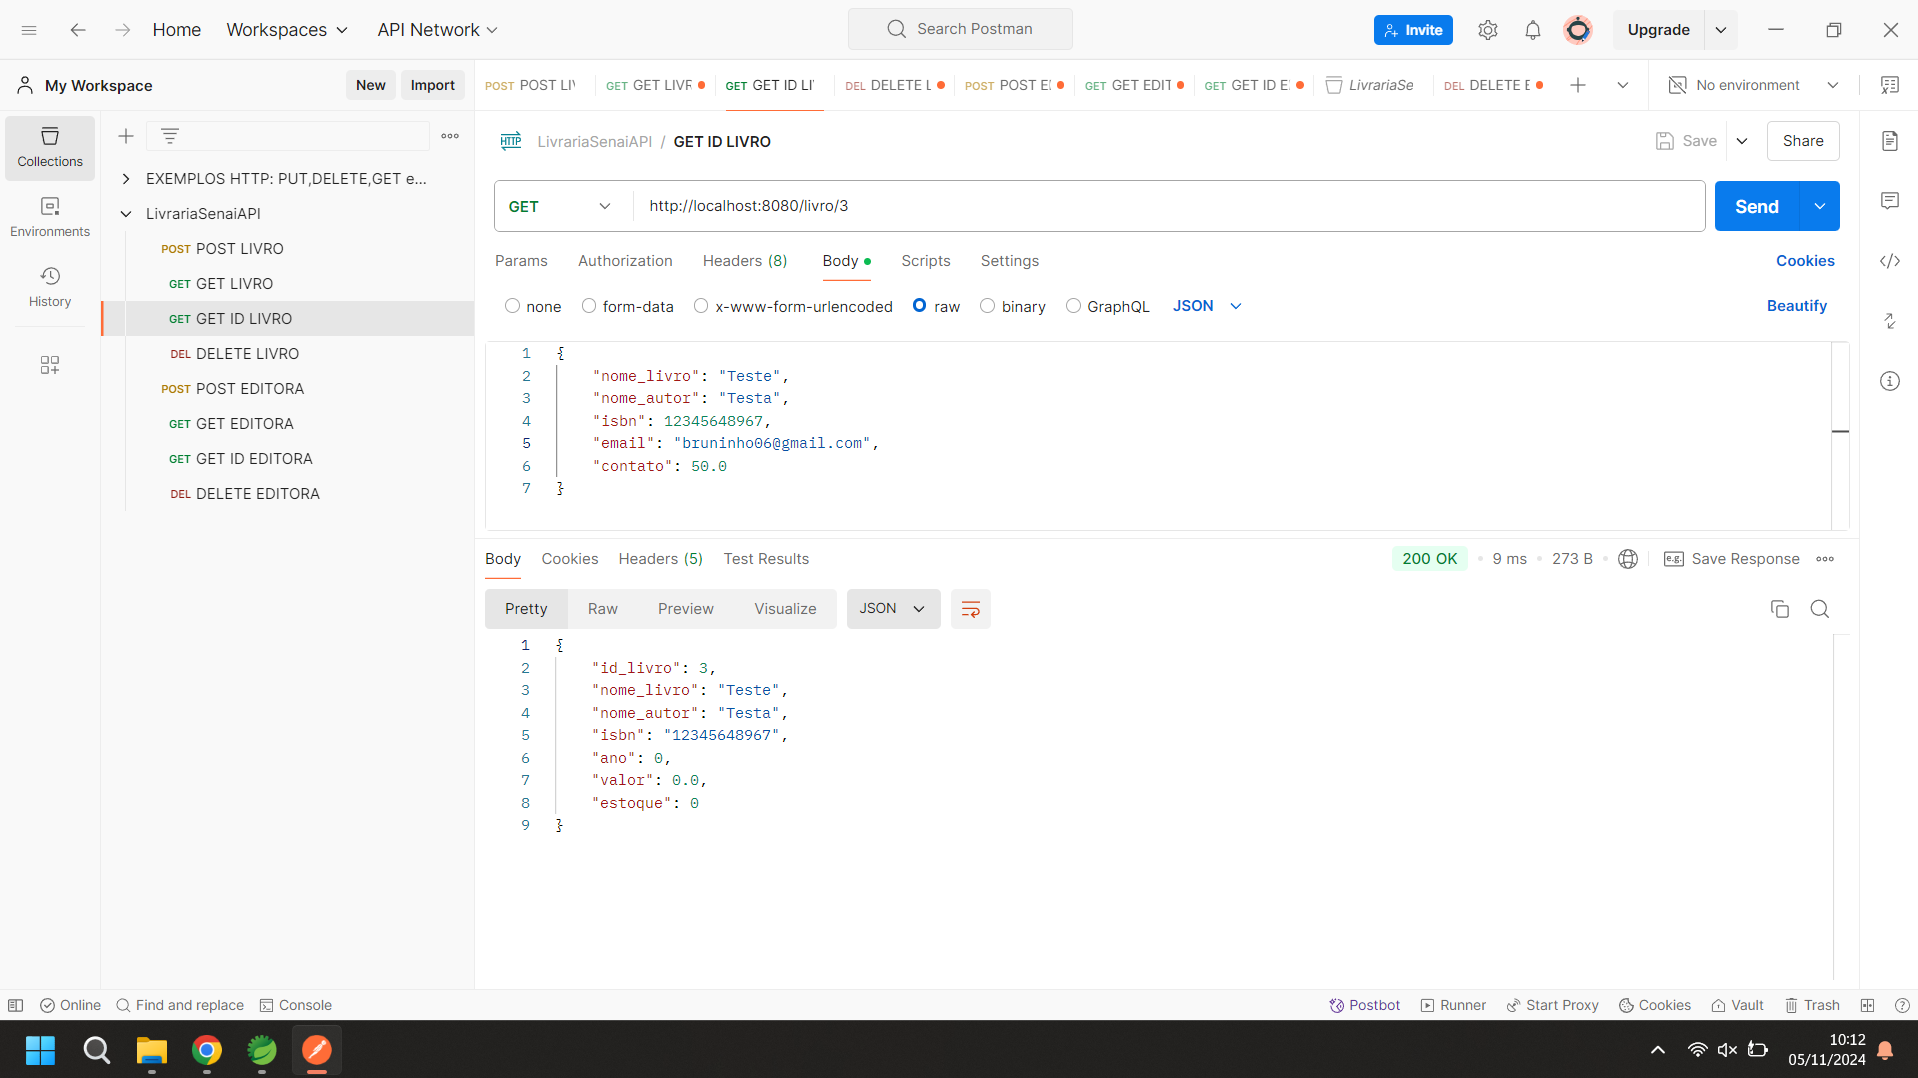 Home
Workspaces
API Network
Search Postman
Invite
Upgrade
My Workspace
New
Import
POST POST LIV
GET GET LIVR
GET GET ID LI
DELETE L
DEL
POST POST E
GET GET EDIT
GET GET ID E
LivrariaSe
DEL DELETE E
No environment
Collections
Environments
History
EXEMPLOS HTTP: PUT,DELETE,GET e...
LivrariaSenaiAPI
POST POST LIVRO
GET GET LIVRO
GET GET ID LIVRO
DEL DELETE LIVRO
POST POST EDITORA
GET GET EDITORA
GET GET ID EDITORA
DEL DELETE EDITORA
HTTP LivrariaSenaiAPI / GET ID LIVRO
Save
Share
GET
http://localhost:8080/livro/3
Send
Params
Authorization
Headers (8)
Body
Scripts
Settings
Cookies
none
form-data
x-www-form-urlencoded
raw
binary
GraphQL
JSON
Beautify
1 {
2 "nome_livro": "Teste",
3 "nome_autor": "Testa",
4 "isbn": 12345648967,
5 "email": "bruninho06@gmail.com",
6 "contato": 50.0
7 }
Body
Cookies
Headers (5)
Test Results
200 OK
9 ms
273 B
e.g. Save Response
Pretty
Raw
Preview
Visualize
JSON
1 {
2 "id_livro": 3,
3 "nome_livro": "Teste",
4 "nome_autor": "Testa",
5 "isbn": "12345648967",
6 "ano": 0,
7 "valor": 0.0,
8 "estoque": 0
9 }
Online
Find and replace
Console
Postbot
Runner
Start Proxy
Cookies
Vault
Trash
10:12
05/11/2024